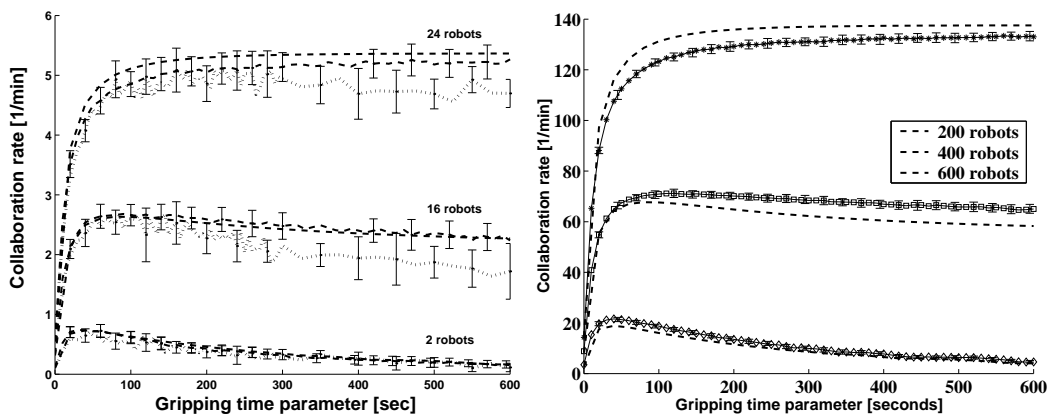 6
5
4
3
2
1
0
0 100 200 300 400 500 600
Collaboration rate [1/min]
Gripping time parameter [sec]
24 robots
16 robots
2 robots
140
120
100
80
60
40
20
0
0 100 200 300 400 500 600
Collaboration rate [1/min]
Gripping time parameter [seconds]
200 robots
400 robots
600 robots